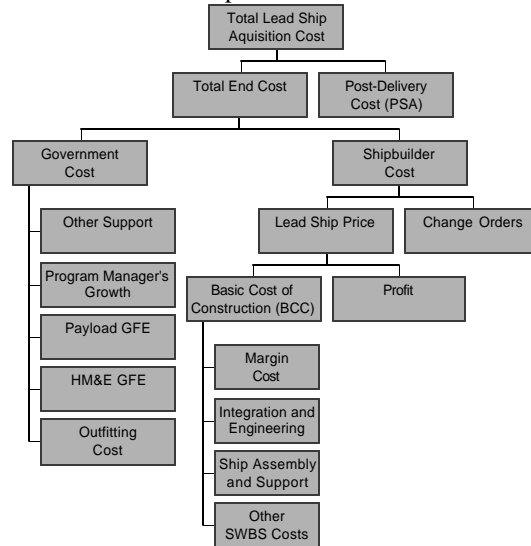 Total Lead Ship
Aquisition Cost
Total End Cost
Post-Delivery
Cost (PSA)
Government
Cost
Shipbuilder
Cost
Other Support
Program Manager's
Growth
Payload GFE
HM&E GFE
Outfitting
Cost
Lead Ship Price
Change Orders
Basic Cost of
Construction (BCC)
Profit
Margin
Cost
Integration and
Engineering
Ship Assembly
and Support
Other
SWBS Costs